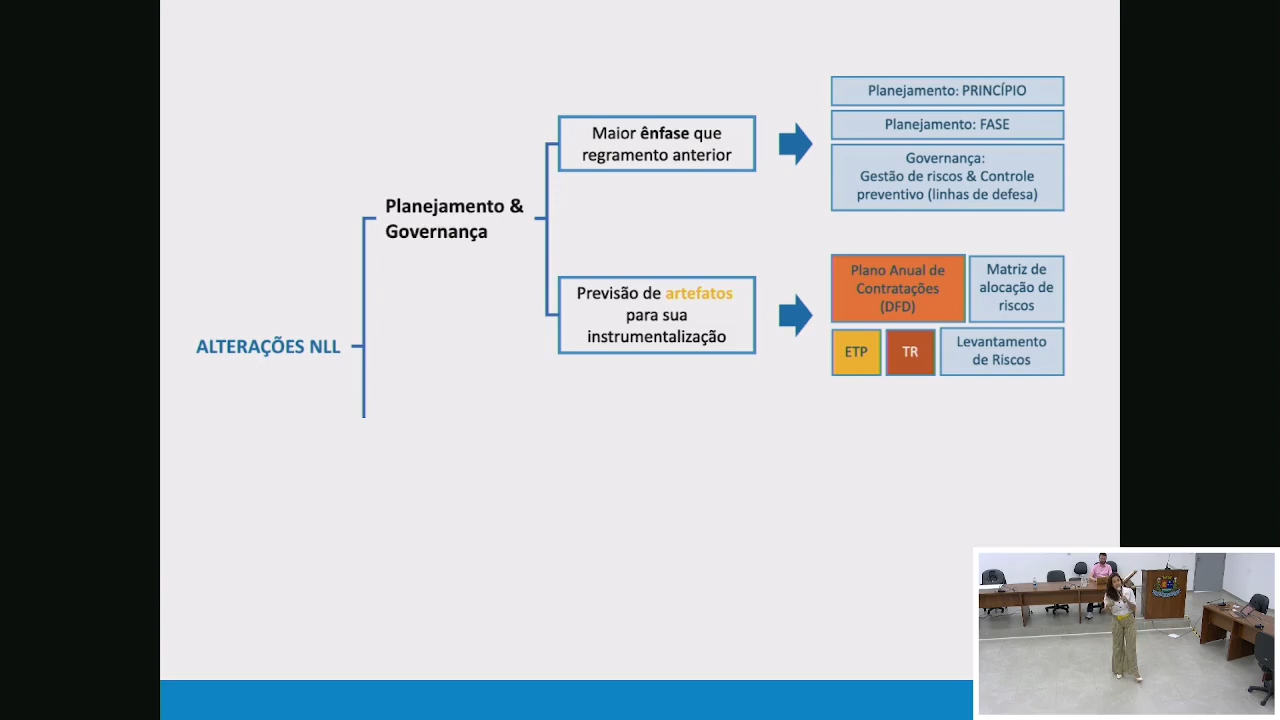 Planejamento: PRINCÍPIO
Planejamento: FASE
Maior ênfase que
regramento anterior
Governança:
Gestão de riscos & Controle
preventivo (linhas de defesa)
Planejamento &
Governança
Previsão de artefatos
para sua
instrumentalização
Plano Anual de
Contratações
(DFD)
Matriz de
alocação de
riscos
ETP
TR
Levantamento
de Riscos
ALTERAÇÕES NLL